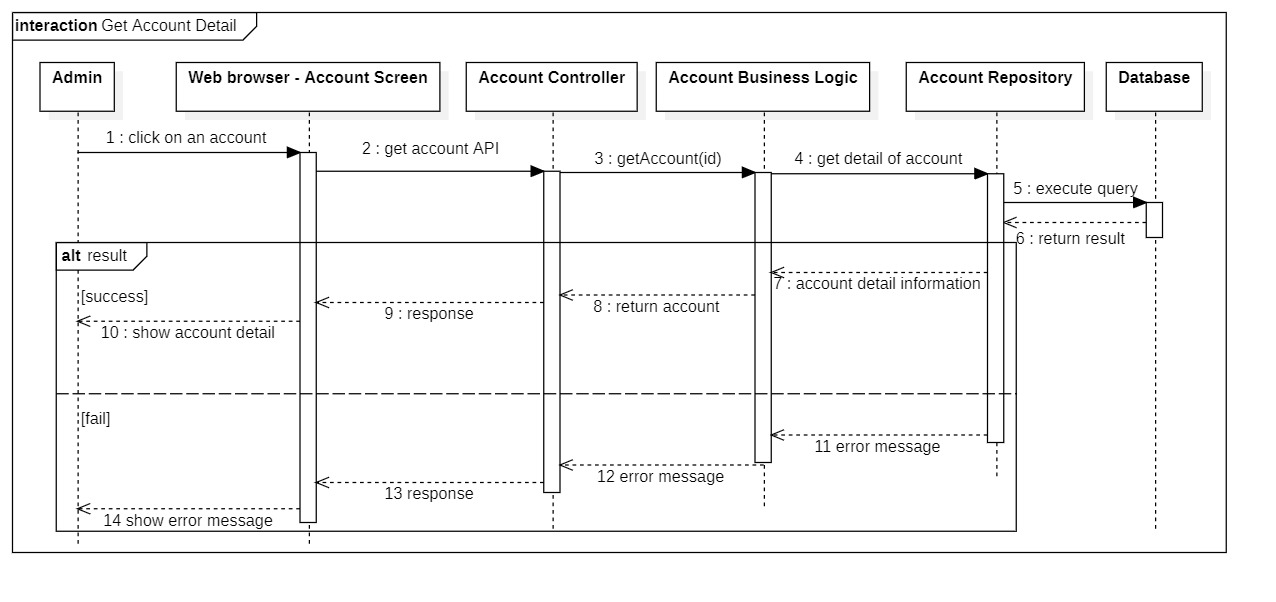 interaction Get Account Detail
Admin
Web browser - Account Screen
Account Controller
Account Business Logic
Account Repository
Database
1 : click on an account
2 : get account API
3 : getAccount(id)
4 : get detail of account
5 : execute query
6 : return result
alt result
[success]
7 : account detail information
8 : return account
9 : response
10 : show account detail
[fail]
11 error message
12 error message
13 response
14 show error message